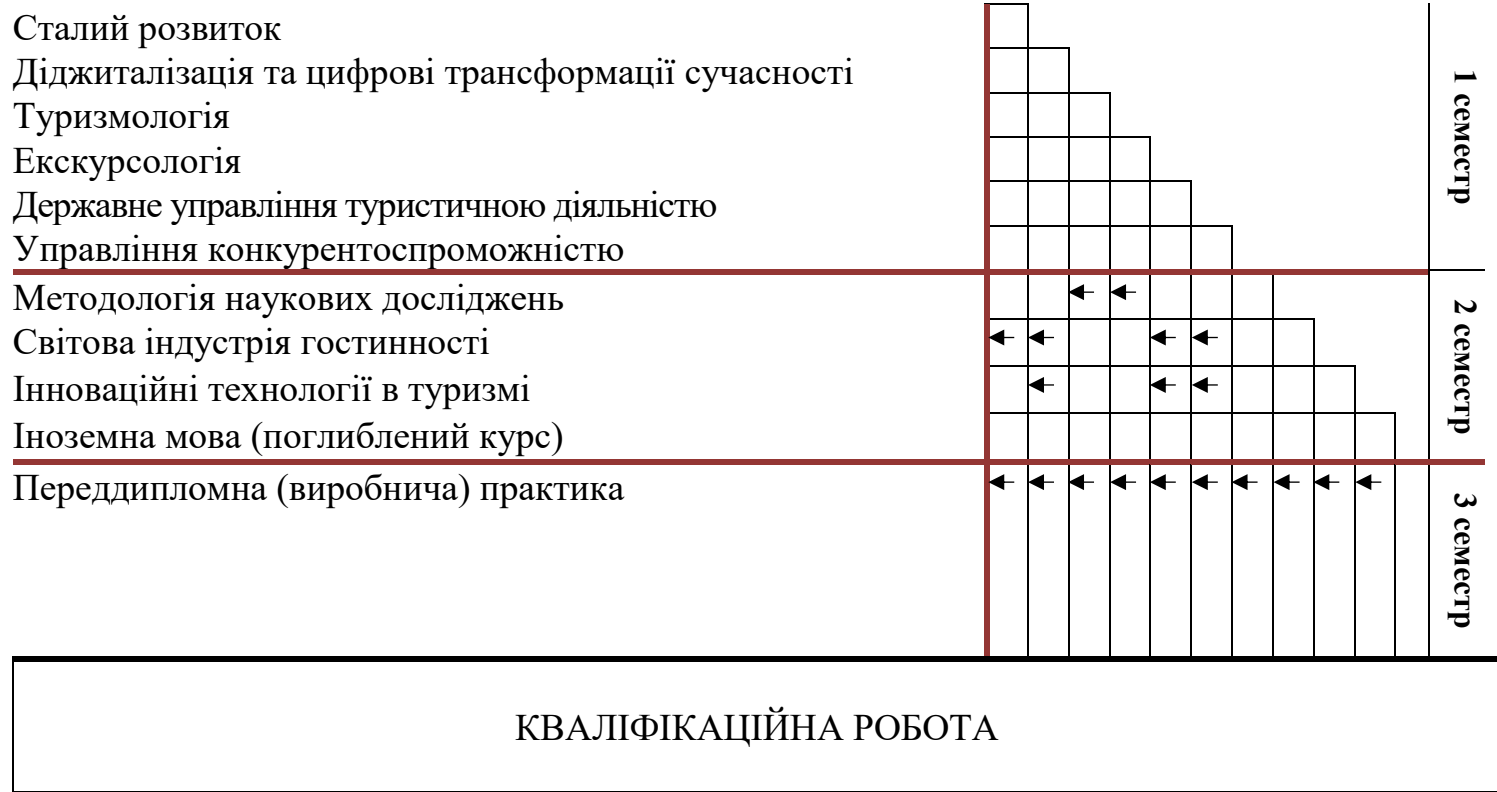 Сталий розвиток
Діджиталізація та цифрові трансформації сучасності
Туризмологія
Екскурсологія
Державне управління туристичною діяльністю
Управління конкурентоспроможністю
1 семестр
Методологія наукових досліджень
Світова індустрія гостинності
Інноваційні технології в туризмі
Іноземна мова (поглиблений курс)
2 семестр
Переддипломна (виробнича) практика
3 семестр
КВАЛІФІКАЦІЙНА РОБОТА